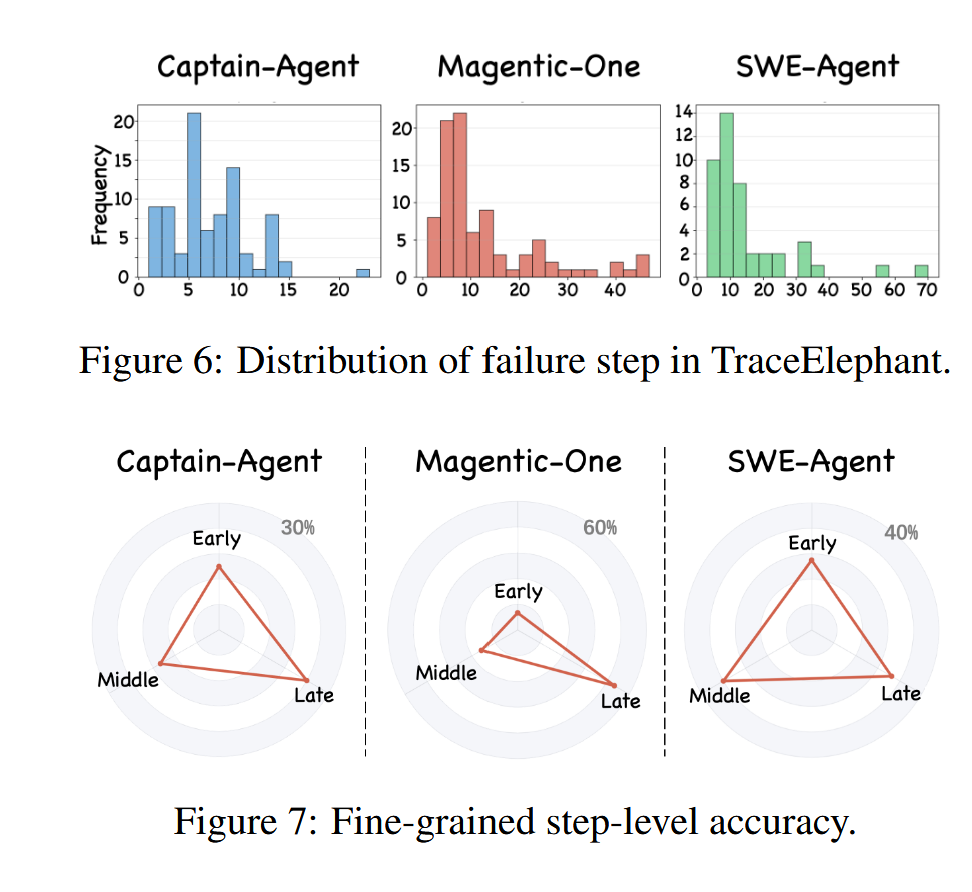 Captain-Agent
Magentic-One
SWE-Agent
Frequency
20
15
10
5
0
0 5 10 15 20
20
15
10
5
0
0 10 20 30 40
14
12
10
8
6
4
2
0
0 10 20 30 40 50 60 70
Figure 6: Distribution of failure step in TraceElephant.
Captain-Agent
Magentic-One
SWE-Agent
30%
Early
Middle
Late
60%
Early
Middle
Late
40%
Early
Middle
Late
Figure 7: Fine-grained step-level accuracy.